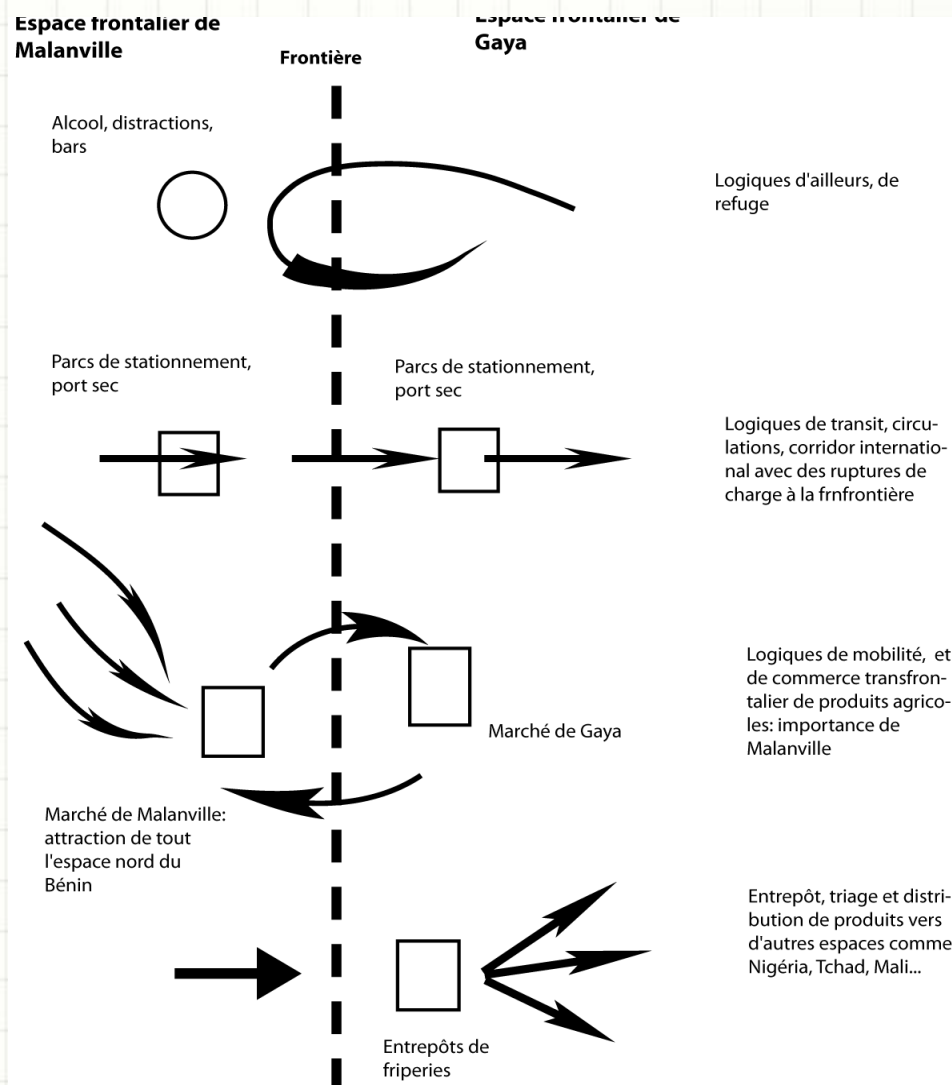 Espace frontalier de
Malanville
Frontière
Espace frontalier de
Gaya
Alcool, distractions,
bars
Logiques d'ailleurs, de
refuge
Parcs de stationnement,
port sec
Parcs de stationnement,
port sec
Logiques de transit, circu-
lations, corridor internatio-
nal avec des ruptures de
charge à la frnfrontière
Logiques de mobilité, et
de commerce transfron-
talier de produits agrico-
les: importance de
Malanville
Marché de Gaya
Marché de Malanville:
attraction de tout
l'espace nord du
Bénin
Entrepôt, triage et distri-
bution de produits vers
d'autres espaces comme
Nigéria, Tchad, Mali...
Entrepôts de
friperies